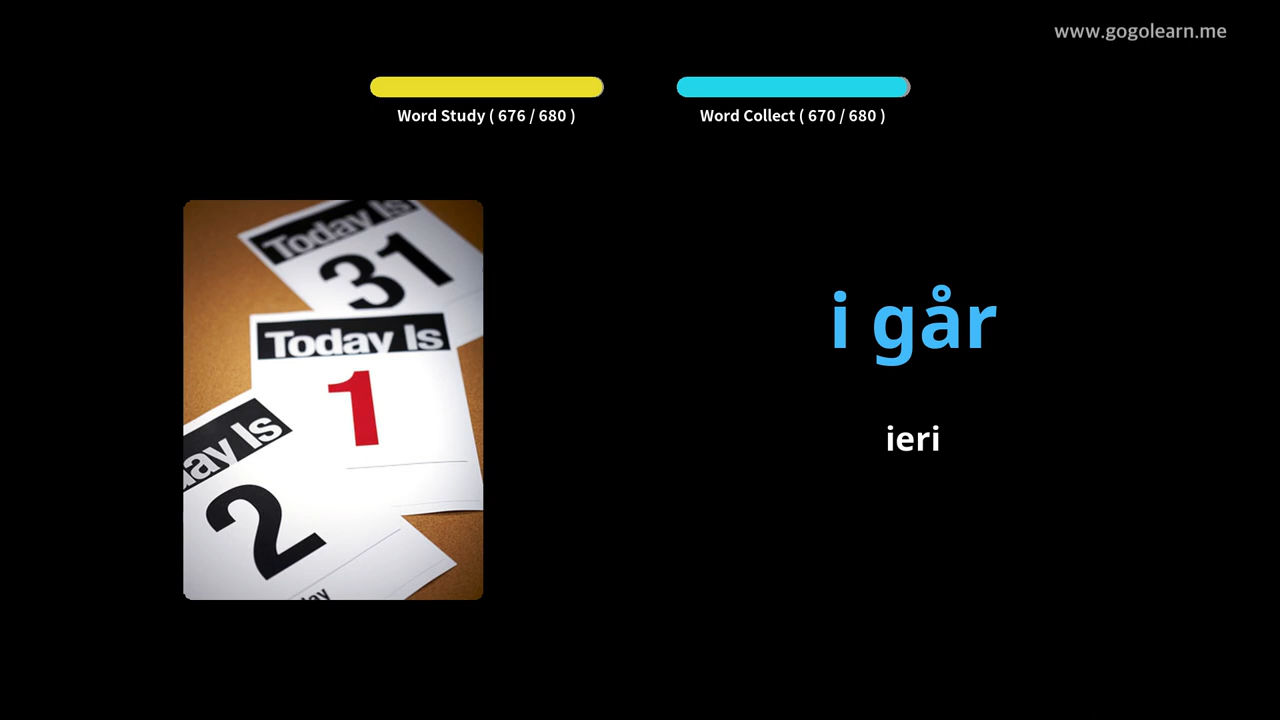 www.gogolearn.me
Word Study ( 676 / 680 )
Word Collect ( 670 / 680 )
Today Is
31
Today Is
1
ay Is
2
i går
ieri